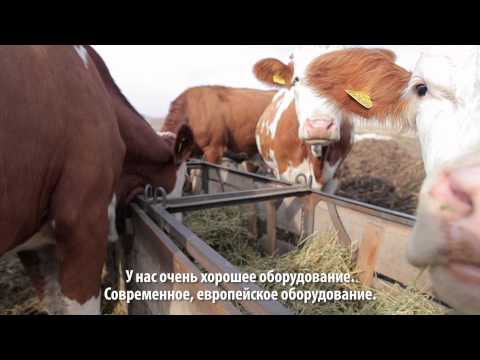 У нас очень хорошее оборудование.
Современное, европейское оборудование.